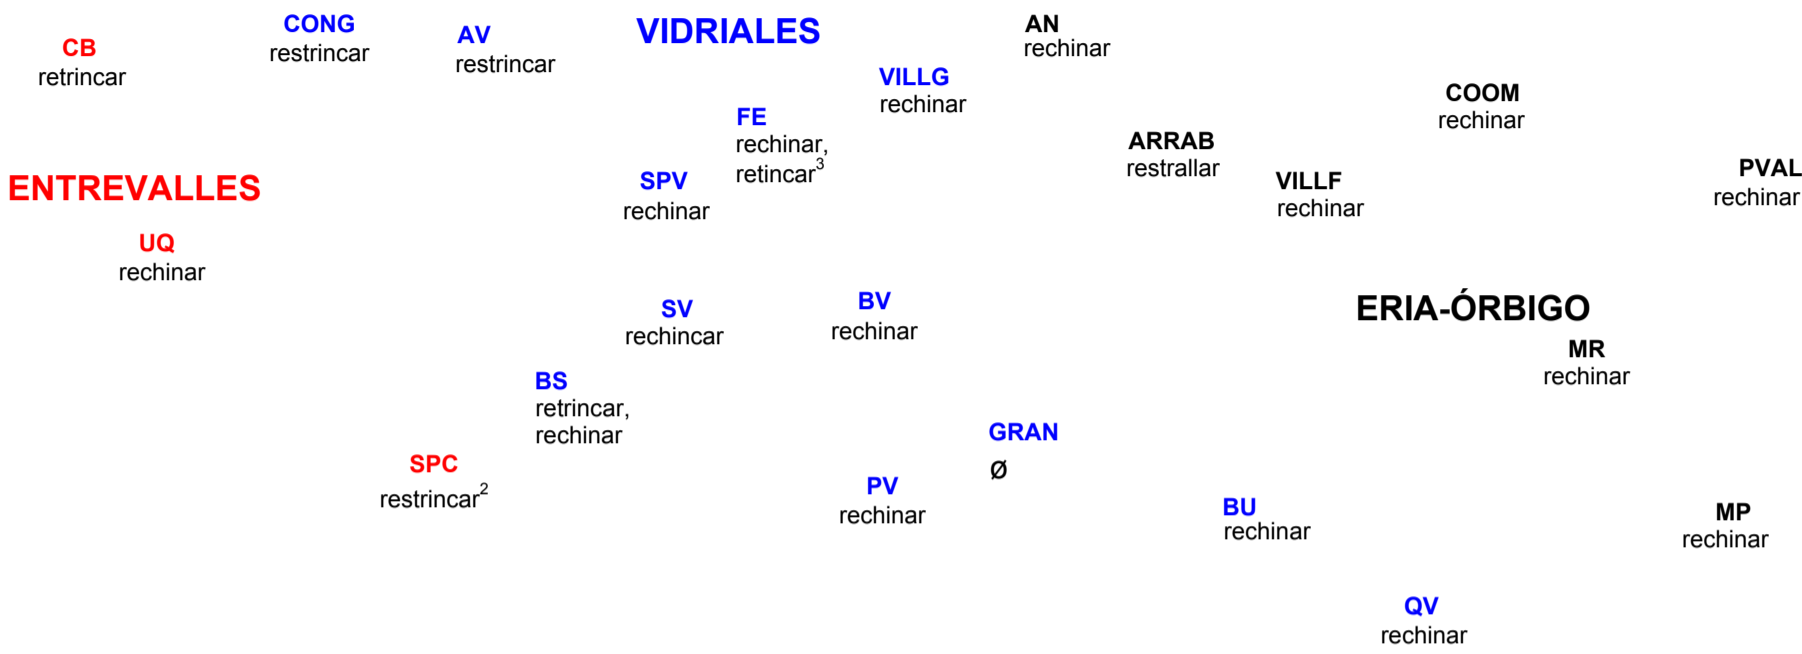 CONG
restrincar
AV
restrincar
VIDRIALES
AN
rechinar
CB
retrincar
VILLG
rechinar
COOM
rechinar
FE
rechinar,
retincar³
ARRAB
restrallar
ENTREVALLES
SPV
rechinar
VILLF
rechinar
PVAL
rechinar
UQ
rechinar
SV
rechincar
BV
rechinar
ERIA-ÓRBIGO
MR
rechinar
BS
retrincar,
rechinar
GRAN
Ø
SPC
restrincar²
PV
rechinar
BU
rechinar
MP
rechinar
QV
rechinar